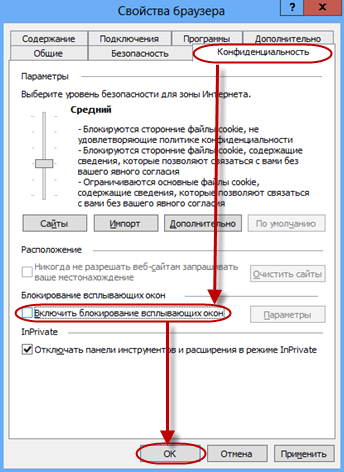 Свойства браузера
?
x
Содержание
Подключения
Программы
Дополнительно
Общие
Безопасность
Конфиденциальность
Параметры
Выберите уровень безопасности для зоны Интернета.
Средний
- Блокируются сторонние файлы cookie, не
удовлетворяющие политике конфиденциальности
- Блокируются сторонние файлы cookie, содержащие
сведения, которые позволяют связаться с вами без
вашего явного согласия
- Ограничиваются основные файлы cookie,
содержащие сведения, которые позволяют связаться
с вами без вашего явного согласия
Сайты
Импорт
Дополнительно
По умолчанию
Расположение
Никогда не разрешать веб-сайтам запрашивать
ваше местонахождение
Очистить сайты
Блокирование всплывающих окон
Включить блокирование всплывающих окон
Параметры
InPrivate
Отключать панели инструментов и расширения в режиме InPrivate
ОК
Отмена
Применить